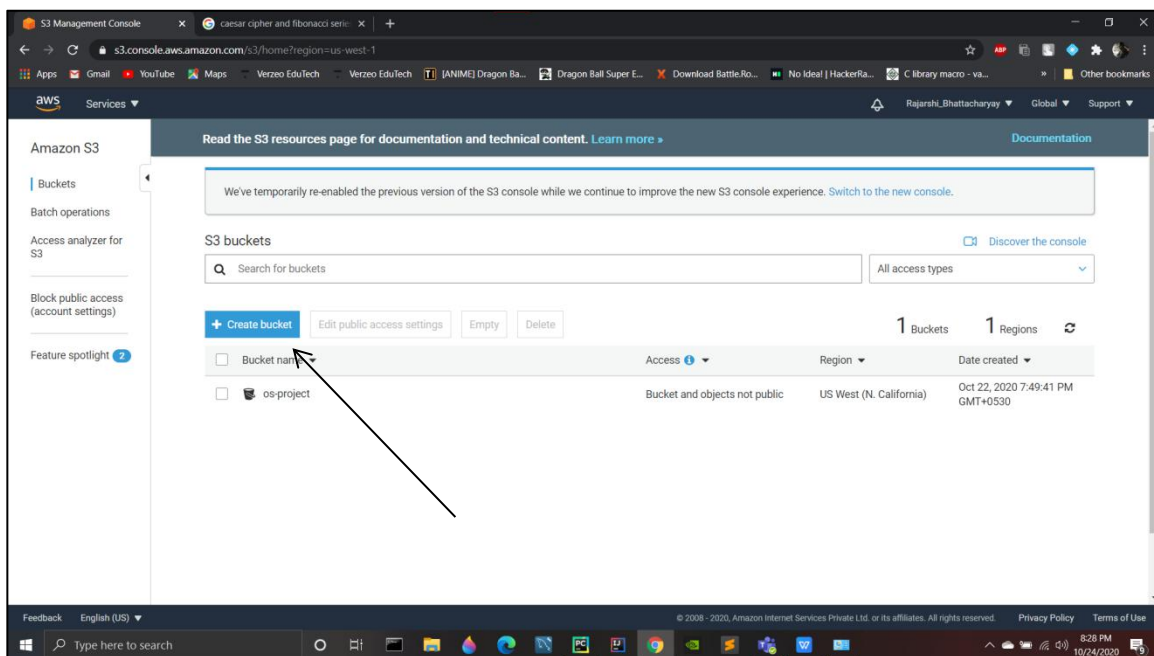 S3 Management Console
caesar cipher and fibonacci serie
s3.console.aws.amazon.com/s3/home?region=us-west-1
ABP
Apps Gmail YouTube Maps Verzeo EduTech Verzeo EduTech [ANIME] Dragon Ba... Dragon Ball Super E... Download Battle.Ro... No Idea! | HackerRa... C library macro - va... » Other bookmarks
aws Services Rajarshi_Bhattacharyay Global Support
Amazon S3
Buckets
Batch operations
Access analyzer for
S3
Block public access
(account settings)
Feature spotlight 2
Read the S3 resources page for documentation and technical content. Learn more » Documentation
We've temporarily re-enabled the previous version of the S3 console while we continue to improve the new S3 console experience. Switch to the new console.
S3 buckets Discover the console
Search for buckets All access types
+ Create bucket Edit public access settings Empty Delete 1 Buckets 1 Regions
Bucket name Access Region Date created
os-project Bucket and objects not public US West (N. California) Oct 22, 2020 7:49:41 PM
GMT+0530
Feedback English (US) © 2008 - 2020, Amazon Internet Services Private Ltd. or its affiliates. All rights reserved. Privacy Policy Terms of Use
Type here to search
8:28 PM
10/24/2020